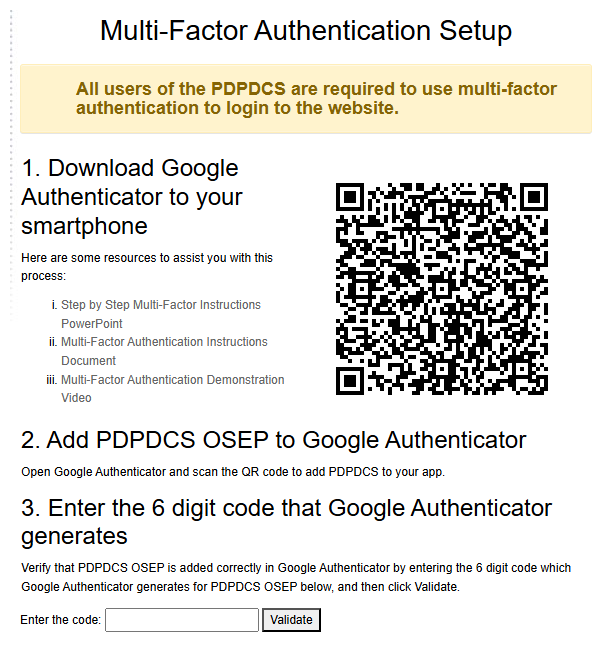 Multi-Factor Authentication Setup
All users of the PDPDCS are required to use multi-factor
authentication to login to the website.
1. Download Google
Authenticator to your
smartphone
Here are some resources to assist you with this
process:
i. Step by Step Multi-Factor Instructions
PowerPoint
ii. Multi-Factor Authentication Instructions
Document
iii. Multi-Factor Authentication Demonstration
Video
2. Add PDPDCS OSEP to Google Authenticator
Open Google Authenticator and scan the QR code to add PDPDCS to your app.
3. Enter the 6 digit code that Google Authenticator
generates
Verify that PDPDCS OSEP is added correctly in Google Authenticator by entering the 6 digit code which
Google Authenticator generates for PDPDCS OSEP below, and then click Validate.
Enter the code: Validate